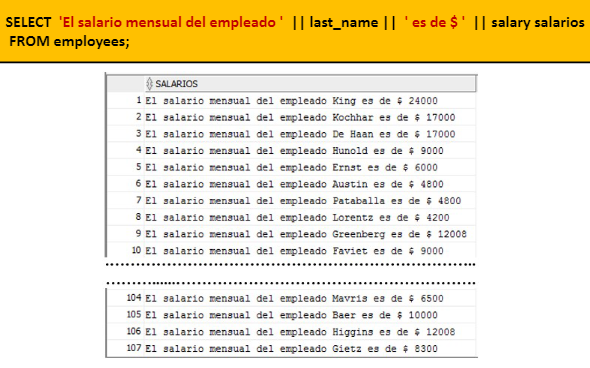 SELECT 'El salario mensual del empleado ' || last_name || ' es de $ ' || salary salarios
FROM employees;
SALARIOS
1 El salario mensual del empleado King es de $ 24000
2 El salario mensual del empleado Kochhar es de $ 17000
3 El salario mensual del empleado De Haan es de $ 17000
4 El salario mensual del empleado Hunold es de $ 9000
5 El salario mensual del empleado Ernst es de $ 6000
6 El salario mensual del empleado Austin es de $ 4800
7 El salario mensual del empleado Pataballa es de $ 4800
8 El salario mensual del empleado Lorentz es de $ 4200
9 El salario mensual del empleado Greenberg es de $ 12008
10 El salario mensual del empleado Faviet es de $ 9000
104 El salario mensual del empleado Mavris es de $ 6500
105 El salario mensual del empleado Baer es de $ 10000
106 El salario mensual del empleado Higgins es de $ 12008
107 El salario mensual del empleado Gietz es de $ 8300